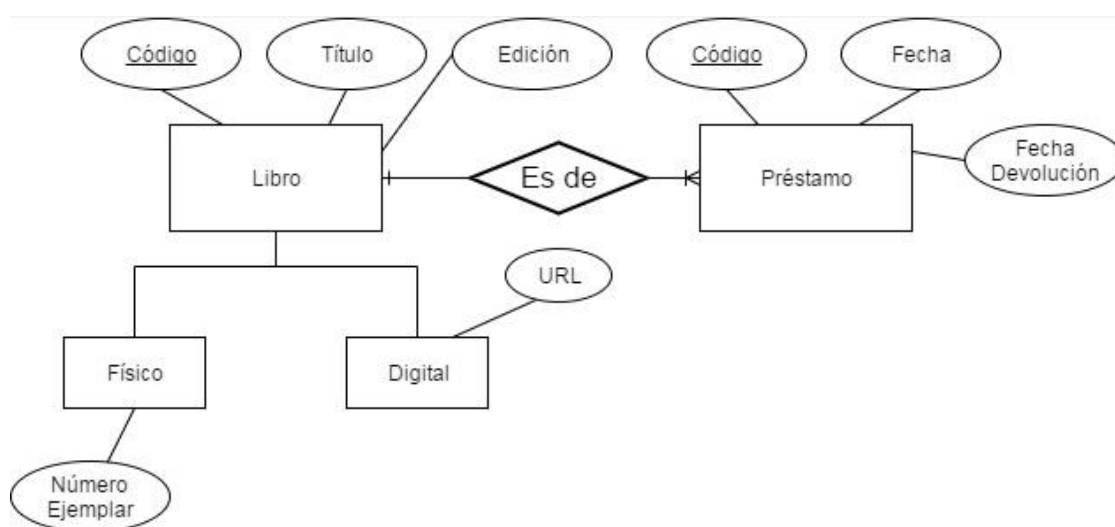 Código
Título
Edición
Código
Fecha
Libro
Es de
Préstamo
Fecha
Devolución
URL
Físico
Digital
Número
Ejemplar